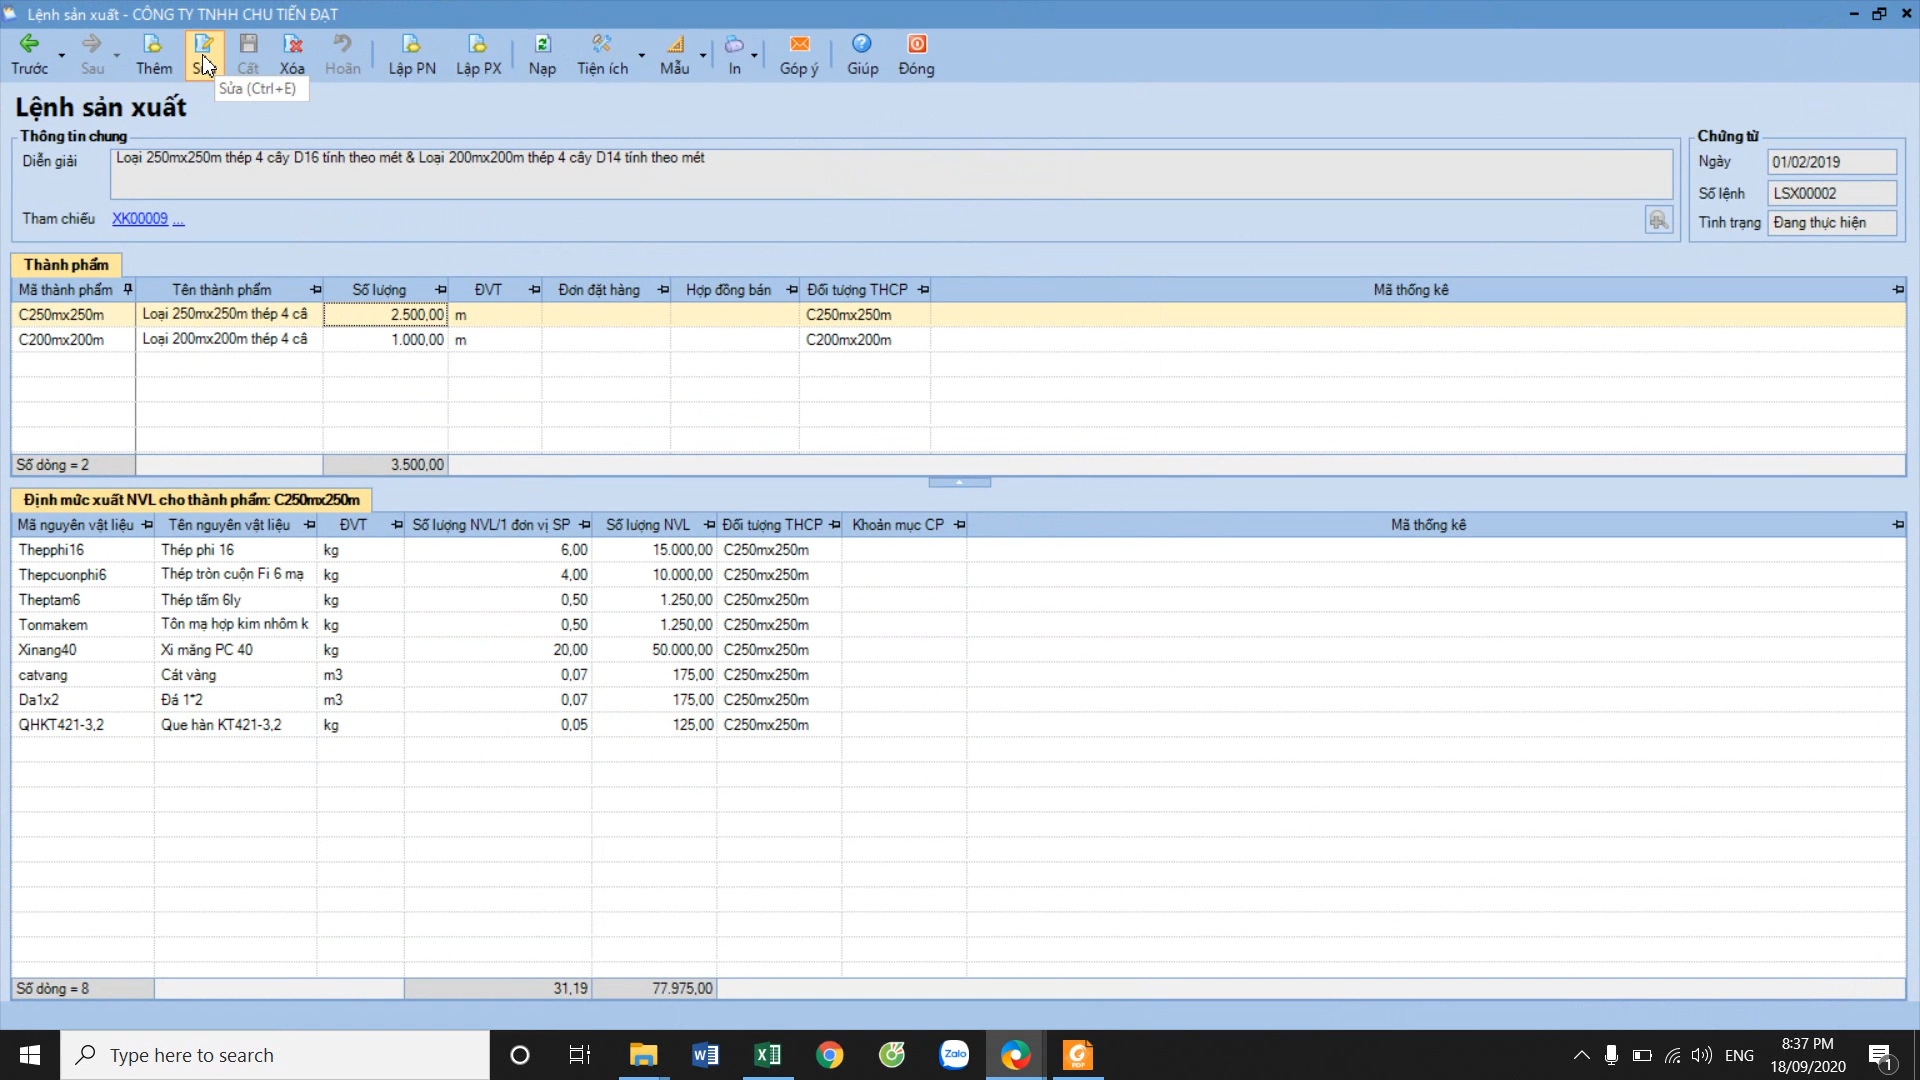 Lệnh sản xuất - CÔNG TY TNHH CHU TIẾN ĐẠT
Trước Sau Thêm Cất Xóa Hoãn Lập PN Lập PX Nạp Tiện ích Mẫu In Góp ý Giúp Đóng
Sửa (Ctrl+E)
Lệnh sản xuất
Thông tin chung
Diễn giải Loại 250mx250m thép 4 cây D16 tính theo mét & Loại 200mx200m thép 4 cây D14 tính theo mét
Tham chiếu XK00009 ...
Chứng từ
Ngày 01/02/2019
Số lệnh LSX00002
Tình trạng Đang thực hiện
Thành phẩm
Mã thành phẩm Tên thành phẩm Số lượng ĐVT Đơn đặt hàng Hợp đồng bán Đối tượng THCP Mã thống kê
C250mx250m Loại 250mx250m thép 4 câ 2.500,00 m C250mx250m
C200mx200m Loại 200mx200m thép 4 câ 1.000,00 m C200mx200m
Số dòng = 2 3.500,00
Định mức xuất NVL cho thành phẩm: C250mx250m
Mã nguyên vật liệu Tên nguyên vật liệu ĐVT Số lượng NVL/1 đơn vị SP Số lượng NVL Đối tượng THCP Khoản mục CP Mã thống kê
Thepphi16 Thép phi 16 kg 6,00 15.000,00 C250mx250m
Thepcuonphi6 Thép tròn cuộn Fi 6 mạ kg 4,00 10.000,00 C250mx250m
Theptam6 Thép tấm 6ly kg 0,50 1.250,00 C250mx250m
Tonmakem Tôn mạ hợp kim nhôm k kg 0,50 1.250,00 C250mx250m
Xinang40 Xi măng PC 40 kg 20,00 50.000,00 C250mx250m
catvang Cát vàng m3 0,07 175,00 C250mx250m
Da1x2 Đá 1*2 m3 0,07 175,00 C250mx250m
QHKT421-3,2 Que hàn KT421-3,2 kg 0,05 125,00 C250mx250m
Số dòng = 8 31,19 77.975,00
Type here to search
Zalo
PDF
ENG
8:37 PM
18/09/2020
1